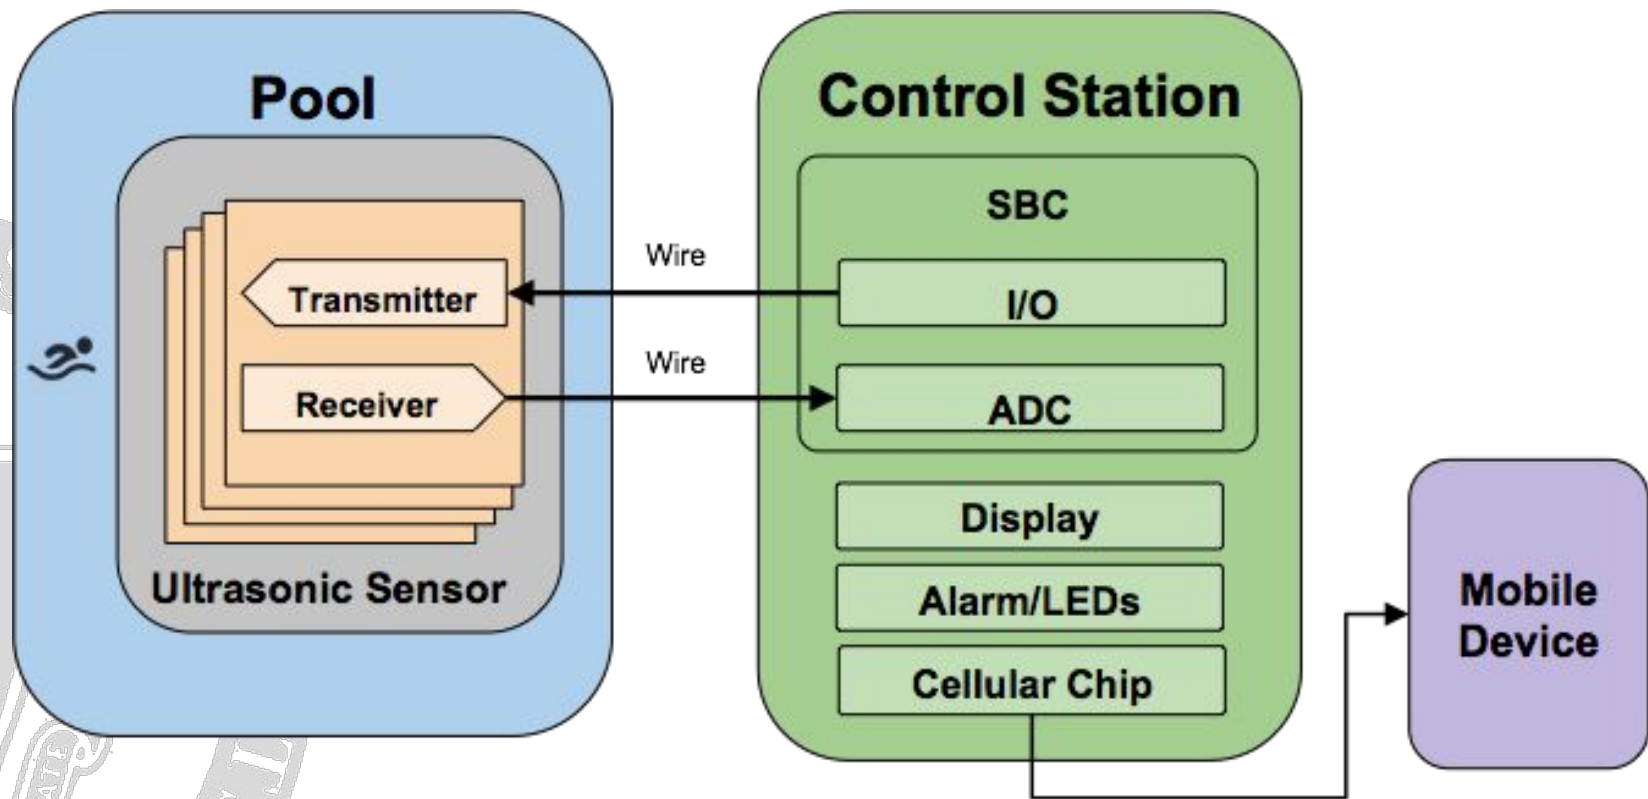 Pool
Control Station
SBC
Wire
Transmitter
I/O
Wire
Receiver
ADC
Display
Ultrasonic Sensor
Alarm/LEDs
Cellular Chip
Mobile
Device